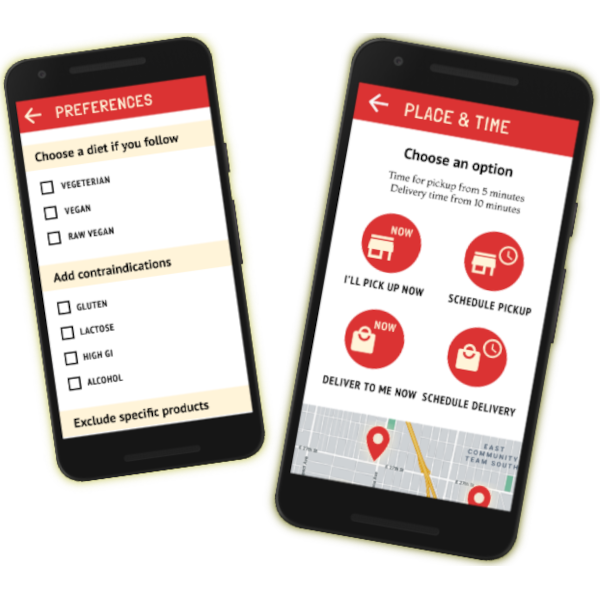 PREFERENCES
Choose a diet if you follow
VEGETERIAN
VEGAN
RAW VEGAN
Add contraindications
GLUTEN
LACTOSE
HIGH GI
ALCOHOL
Exclude specific products
PLACE & TIME
Choose an option
Time for pickup from 5 minutes
Delivery time from 10 minutes
NOW
I'LL PICK UP NOW
SCHEDULE PICKUP
NOW
DELIVER TO ME NOW
SCHEDULE DELIVERY
EAST
COMMUNITY
TEAM SOUTH